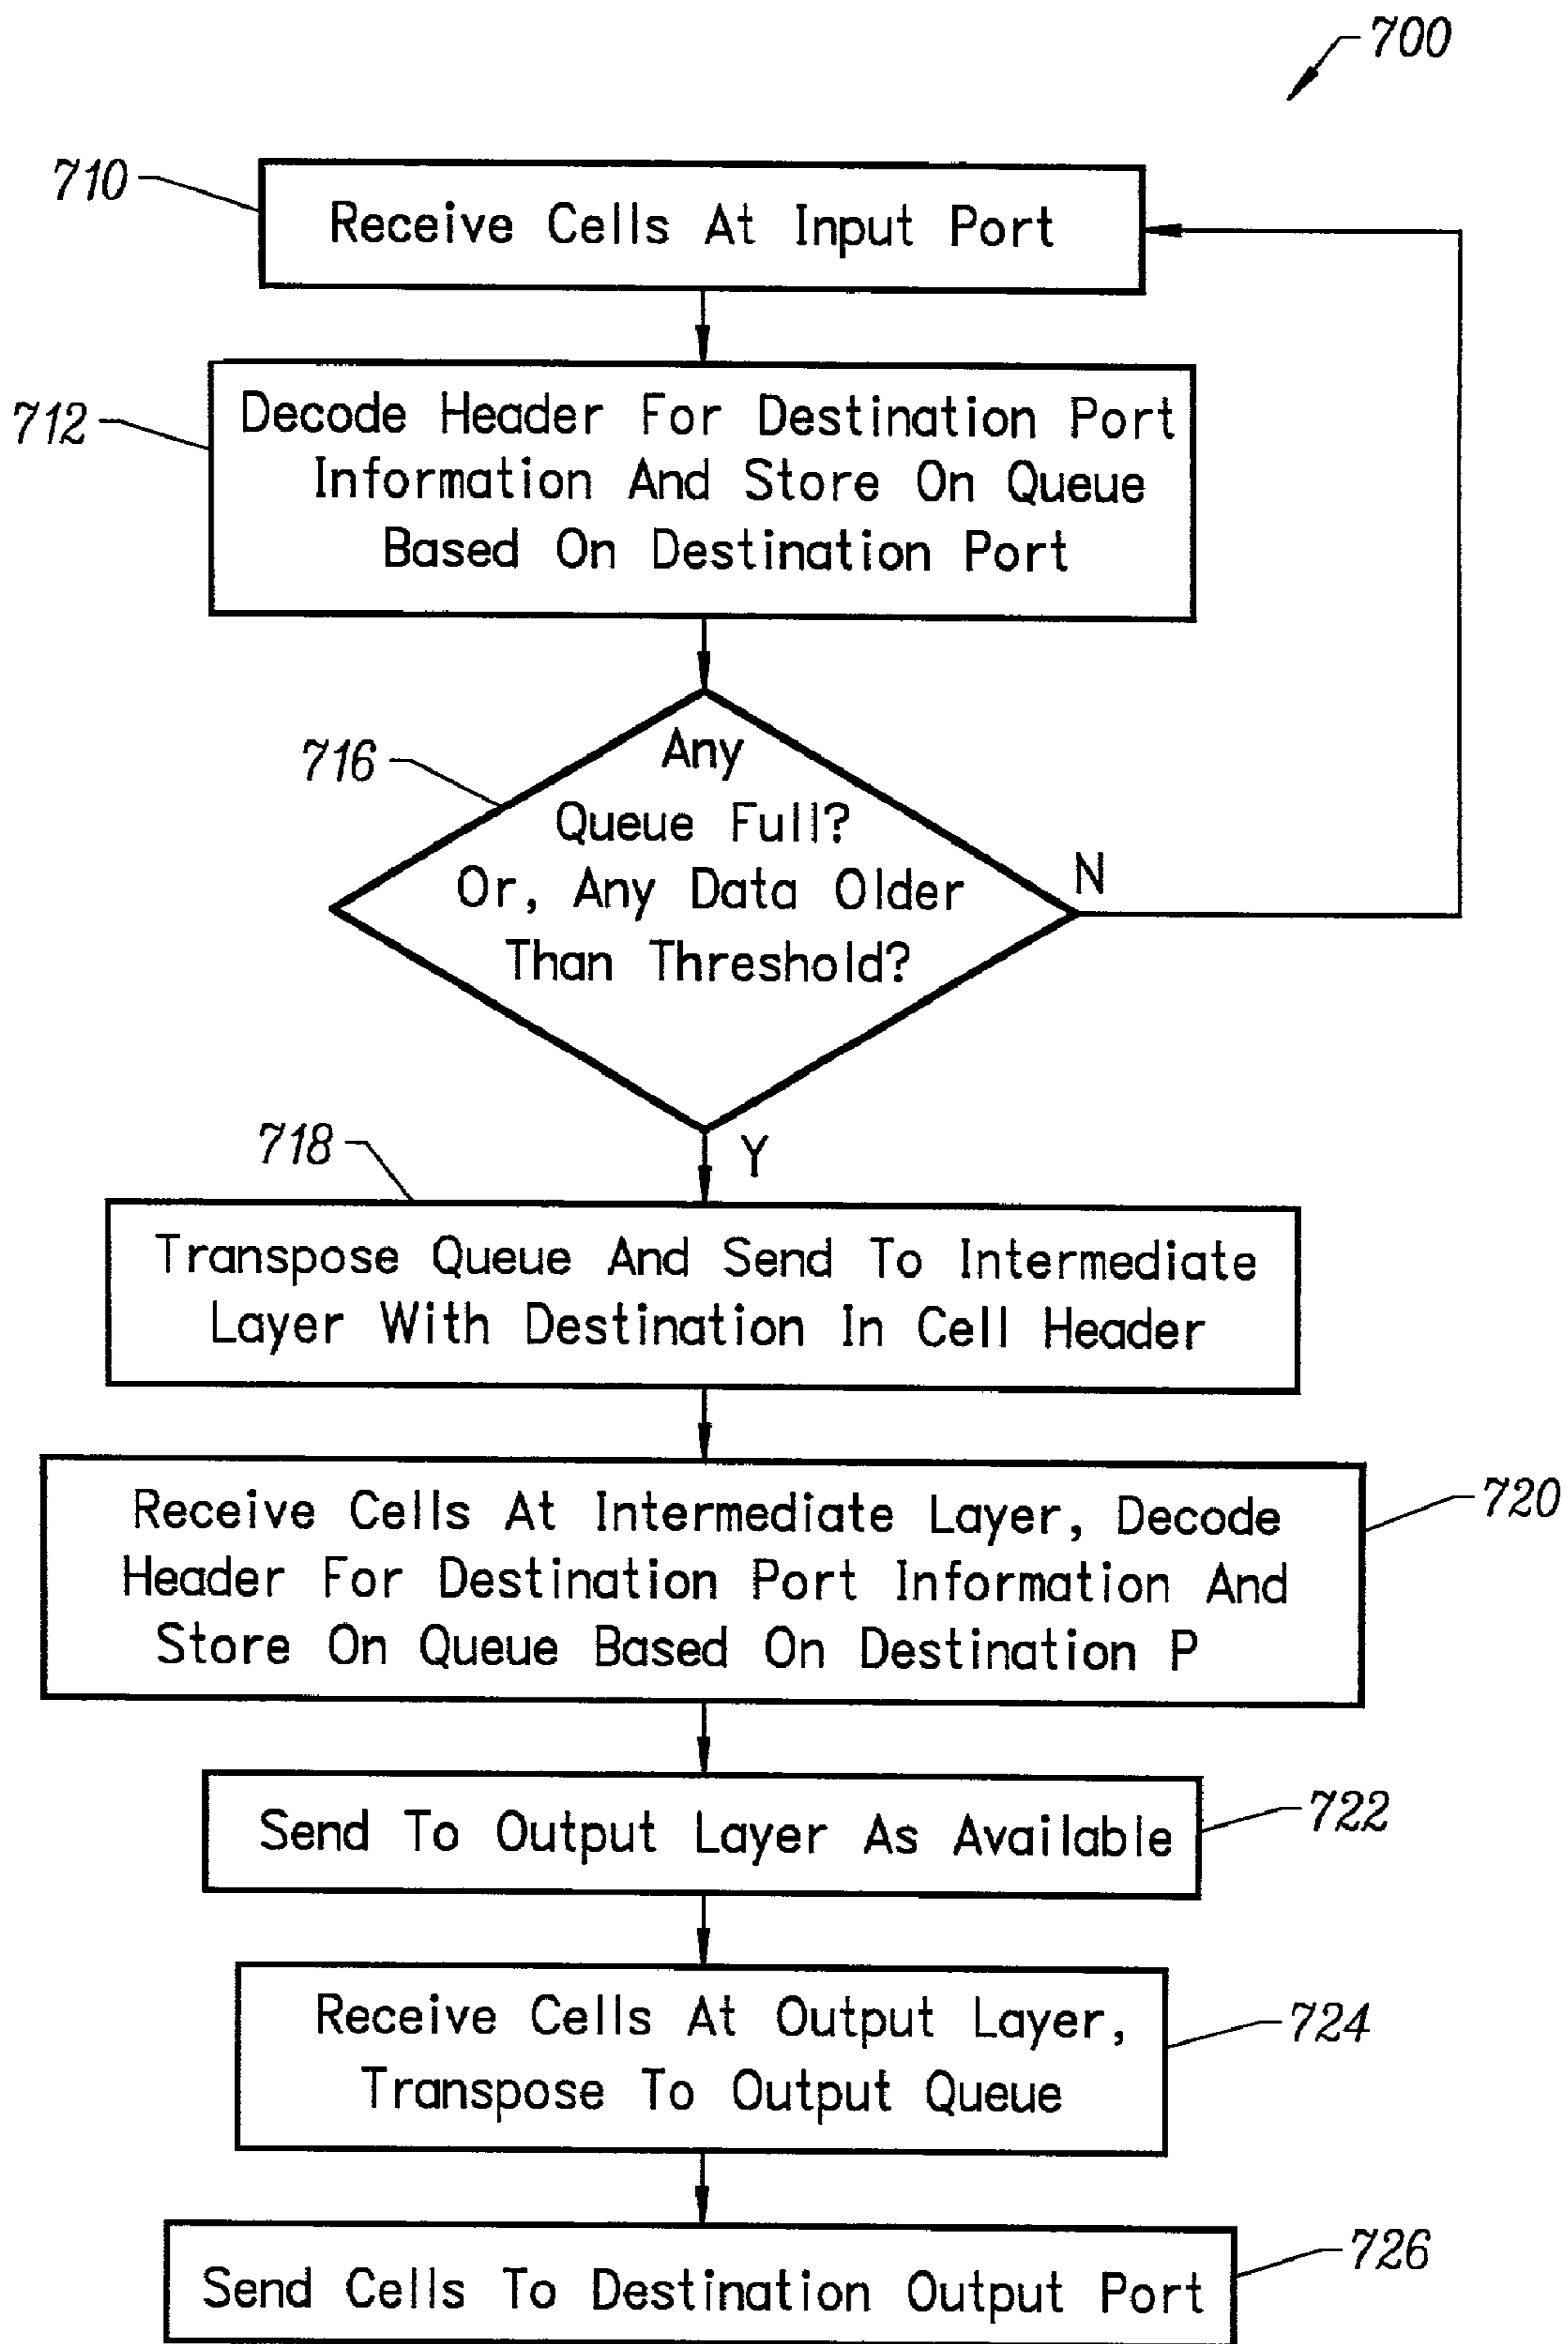 700
710
Receive Cells At Input Port
712
Decode Header For Destination Port
Information And Store On Queue
Based On Destination Port
716
Any
Queue Full?
Or, Any Data Older
Than Threshold?
N
Y
718
Transpose Queue And Send To Intermediate
Layer With Destination In Cell Header
Receive Cells At Intermediate Layer, Decode
Header For Destination Port Information And
Store On Queue Based On Destination P
720
Send To Output Layer As Available
722
Receive Cells At Output Layer,
Transpose To Output Queue
724
Send Cells To Destination Output Port
726